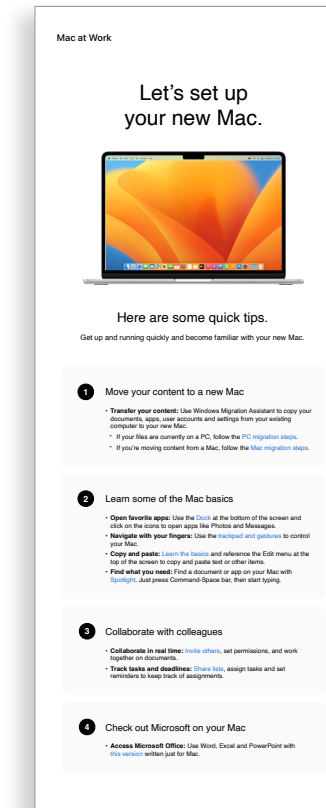 Mac at Work
Let’s set up
your new Mac.
Here are some quick tips.
Get up and running quickly and become familiar with your new Mac.
1 Move your content to a new Mac
• Transfer your content: Use Windows Migration Assistant to copy your
documents, apps, user accounts and settings from your existing
computer to your new Mac.
- If your files are currently on a PC, follow the PC migration steps.
- If you’re moving content from a Mac, follow the Mac migration steps.
2 Learn some of the Mac basics
• Open favorite apps: Use the Dock at the bottom of the screen and
click on the icons to open apps like Photos and Messages.
• Navigate with your fingers: Use the trackpad and gestures to control
your Mac.
• Copy and paste: Learn the basics and reference the Edit menu at the
top of the screen to copy and paste text or other items.
• Find what you need: Find a document or app on your Mac with
Spotlight. Just press Command-Space bar, then start typing.
3 Collaborate with colleagues
• Collaborate in real time: Invite others, set permissions, and work
together on documents.
• Track tasks and deadlines: Share lists, assign tasks and set
reminders to keep track of assignments.
4 Check out Microsoft on your Mac
• Access Microsoft Office: Use Word, Excel and PowerPoint with
this version written just for Mac.